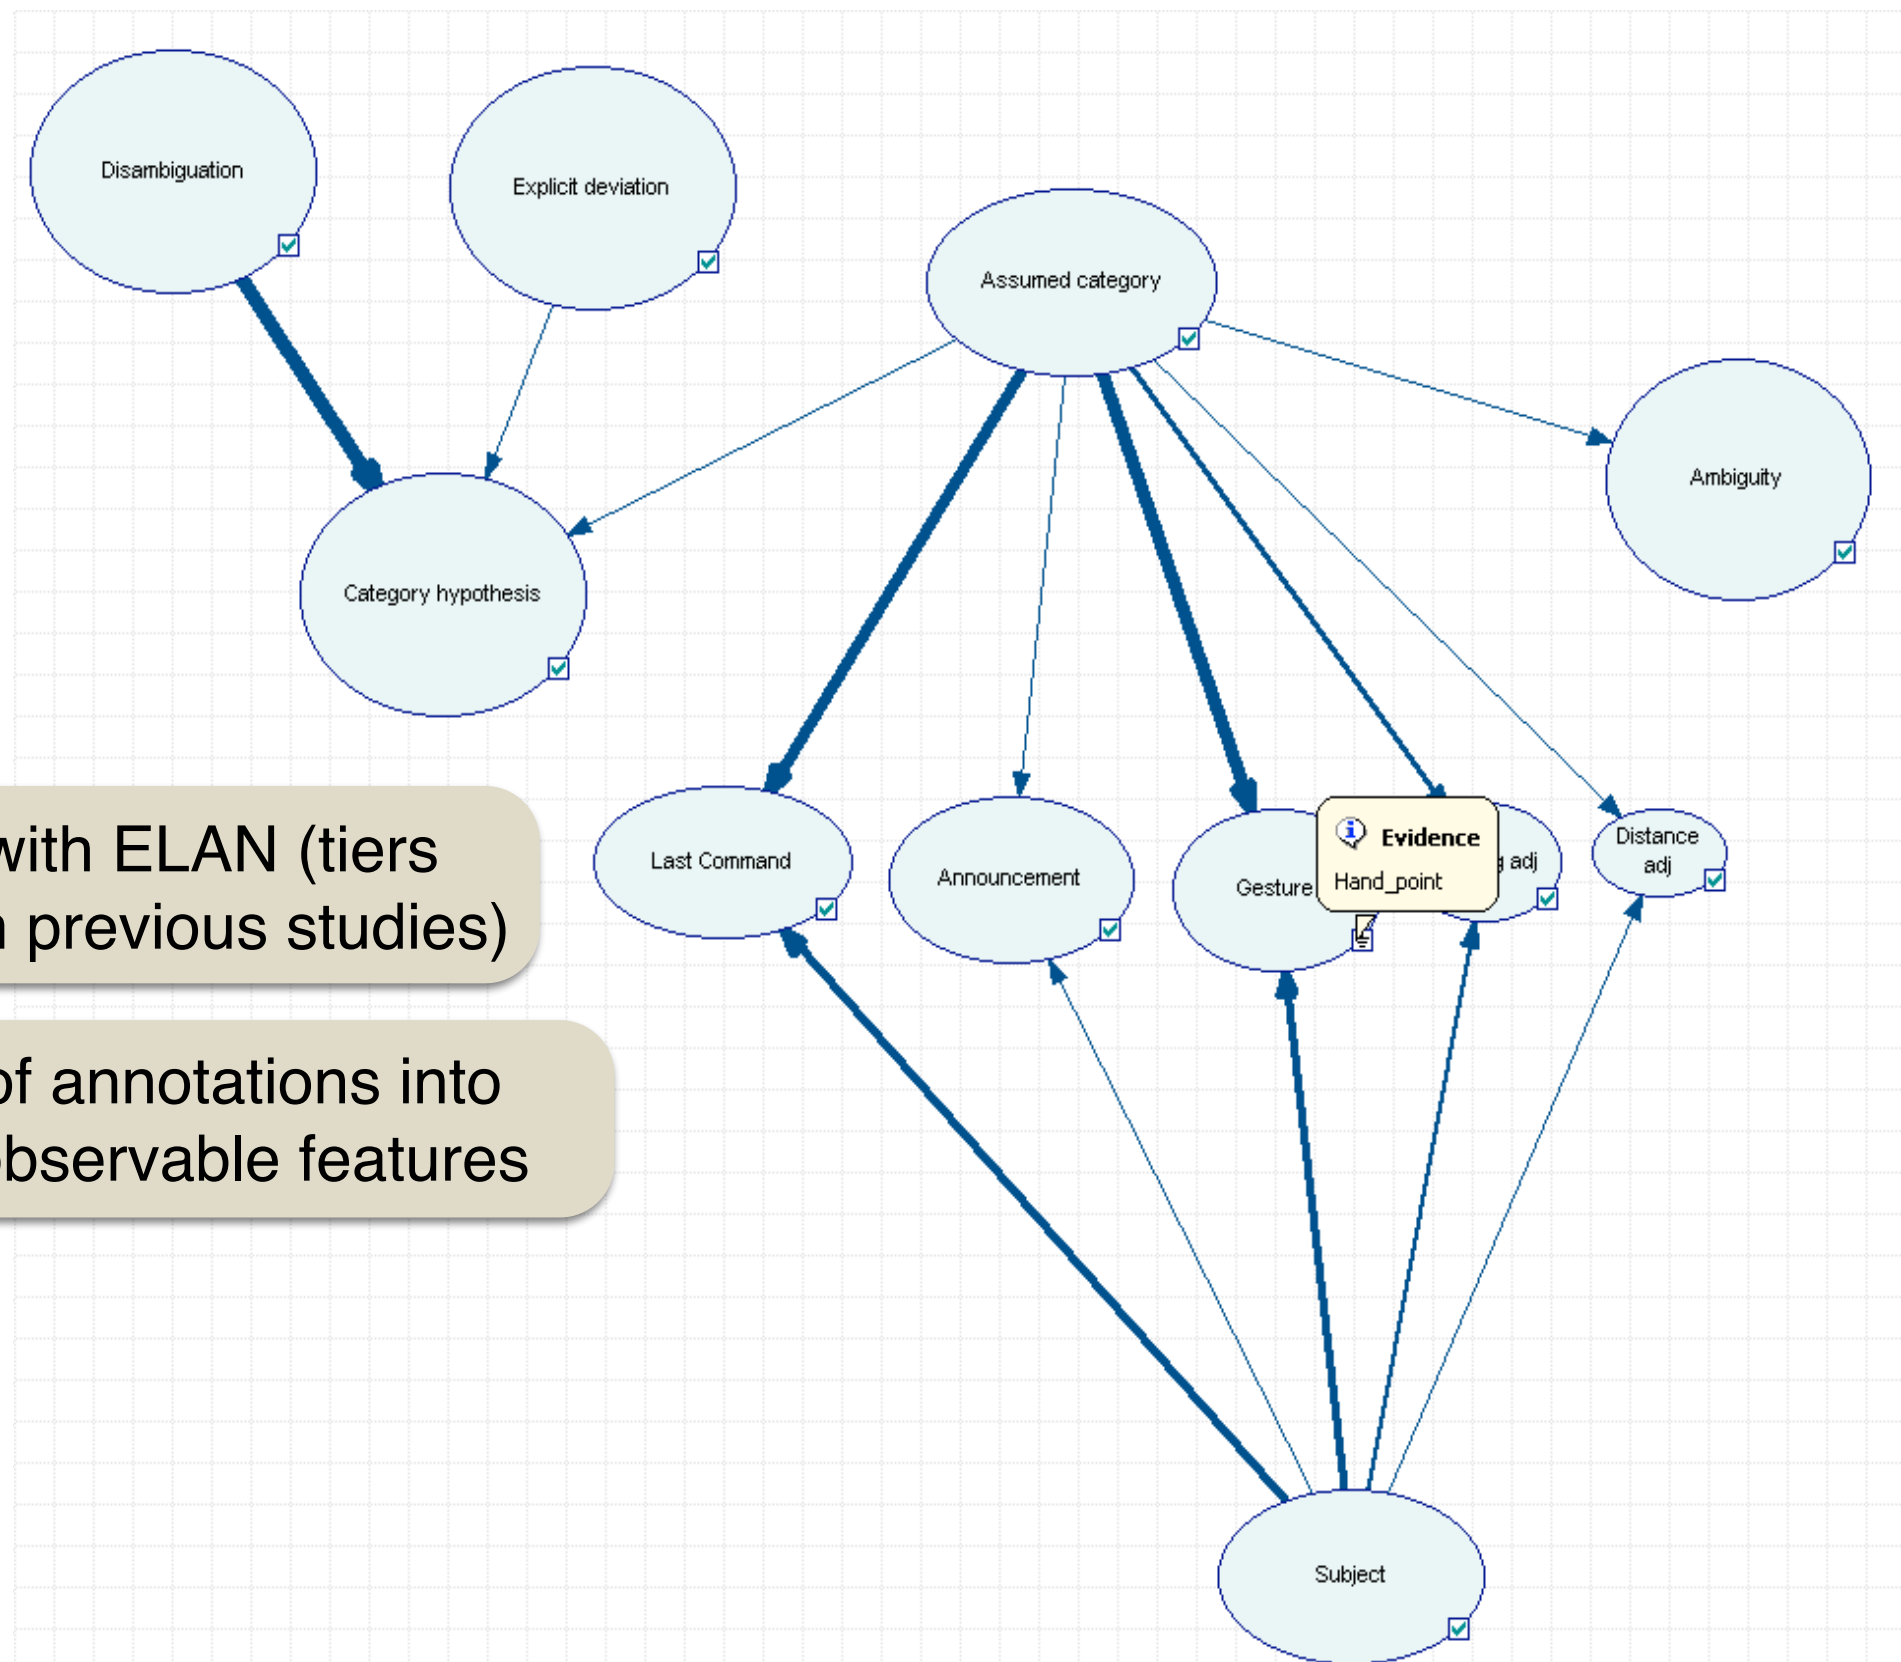 Disambiguation
Explicit deviation
Assumed category
Ambiguity
Category hypothesis
with ELAN (tiers
previous studies)
Last Command
Announcement
Gesture
Evidence
Hand_point
adj
Distance
adj
of annotations into
observable features
Subject